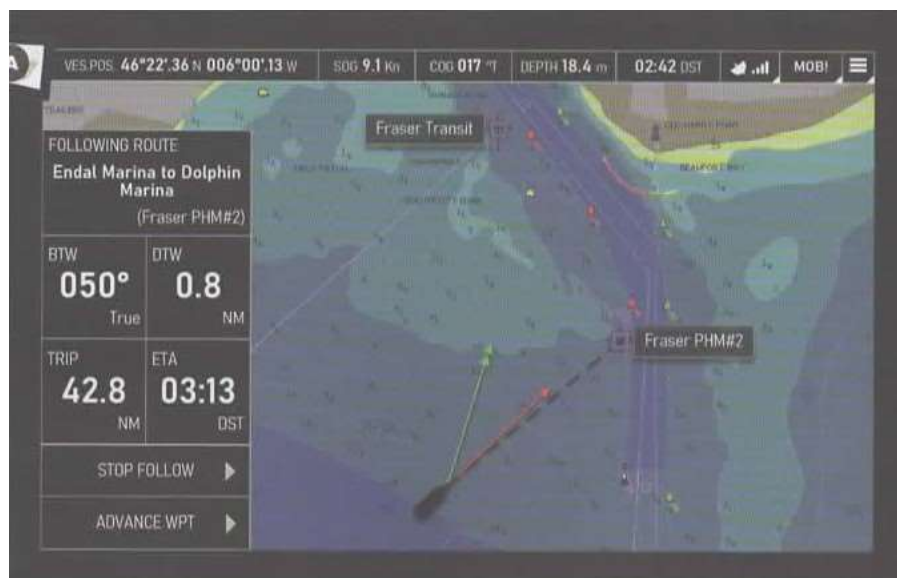 VES.POS. 46°22'.36 N 006°00'.13 W
SOG 9.1 Kn
COG 017 °T
DEPTH 18.4 m
02:42 DST
MOB!
FOLLOWING ROUTE
Endal Marina to Dolphin
Marina
(Fraser PHM#2)
BTW
050°
True
DTW
0.8
NM
TRIP
42.8
NM
ETA
03:13
DST
STOP FOLLOW
ADVANCE WPT
Fraser Transit
Fraser PHM#2